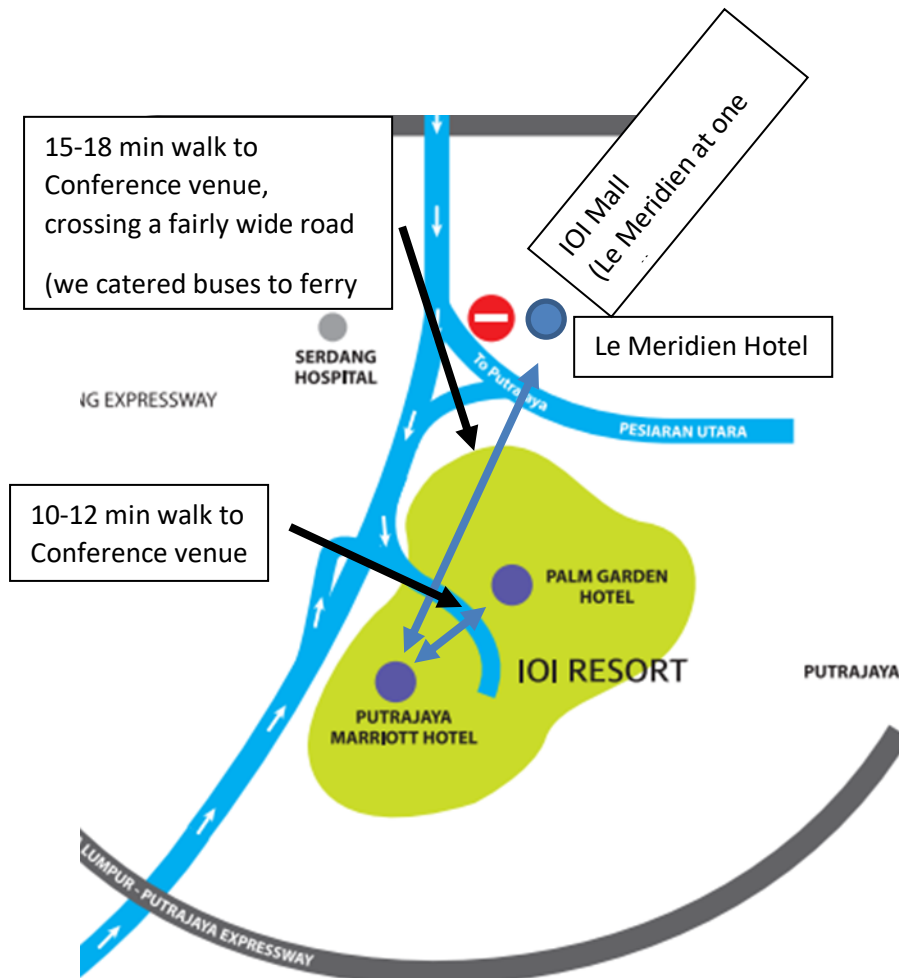 15-18 min walk to
Conference venue,
crossing a fairly wide road
(we catered buses to ferry
IOI Mall
(Le Meridien at one
Le Meridien Hotel
SERDANG
HOSPITAL
To Putrajaya
NG EXPRESSWAY
PESIARAN UTARA
10-12 min walk to
Conference venue
PALM GARDEN
HOTEL
IOI RESORT
PUTRAJAYA
PUTRAJAYA
MARRIOTT HOTEL
LUMPUR - PUTRAJAYA EXPRESSWAY